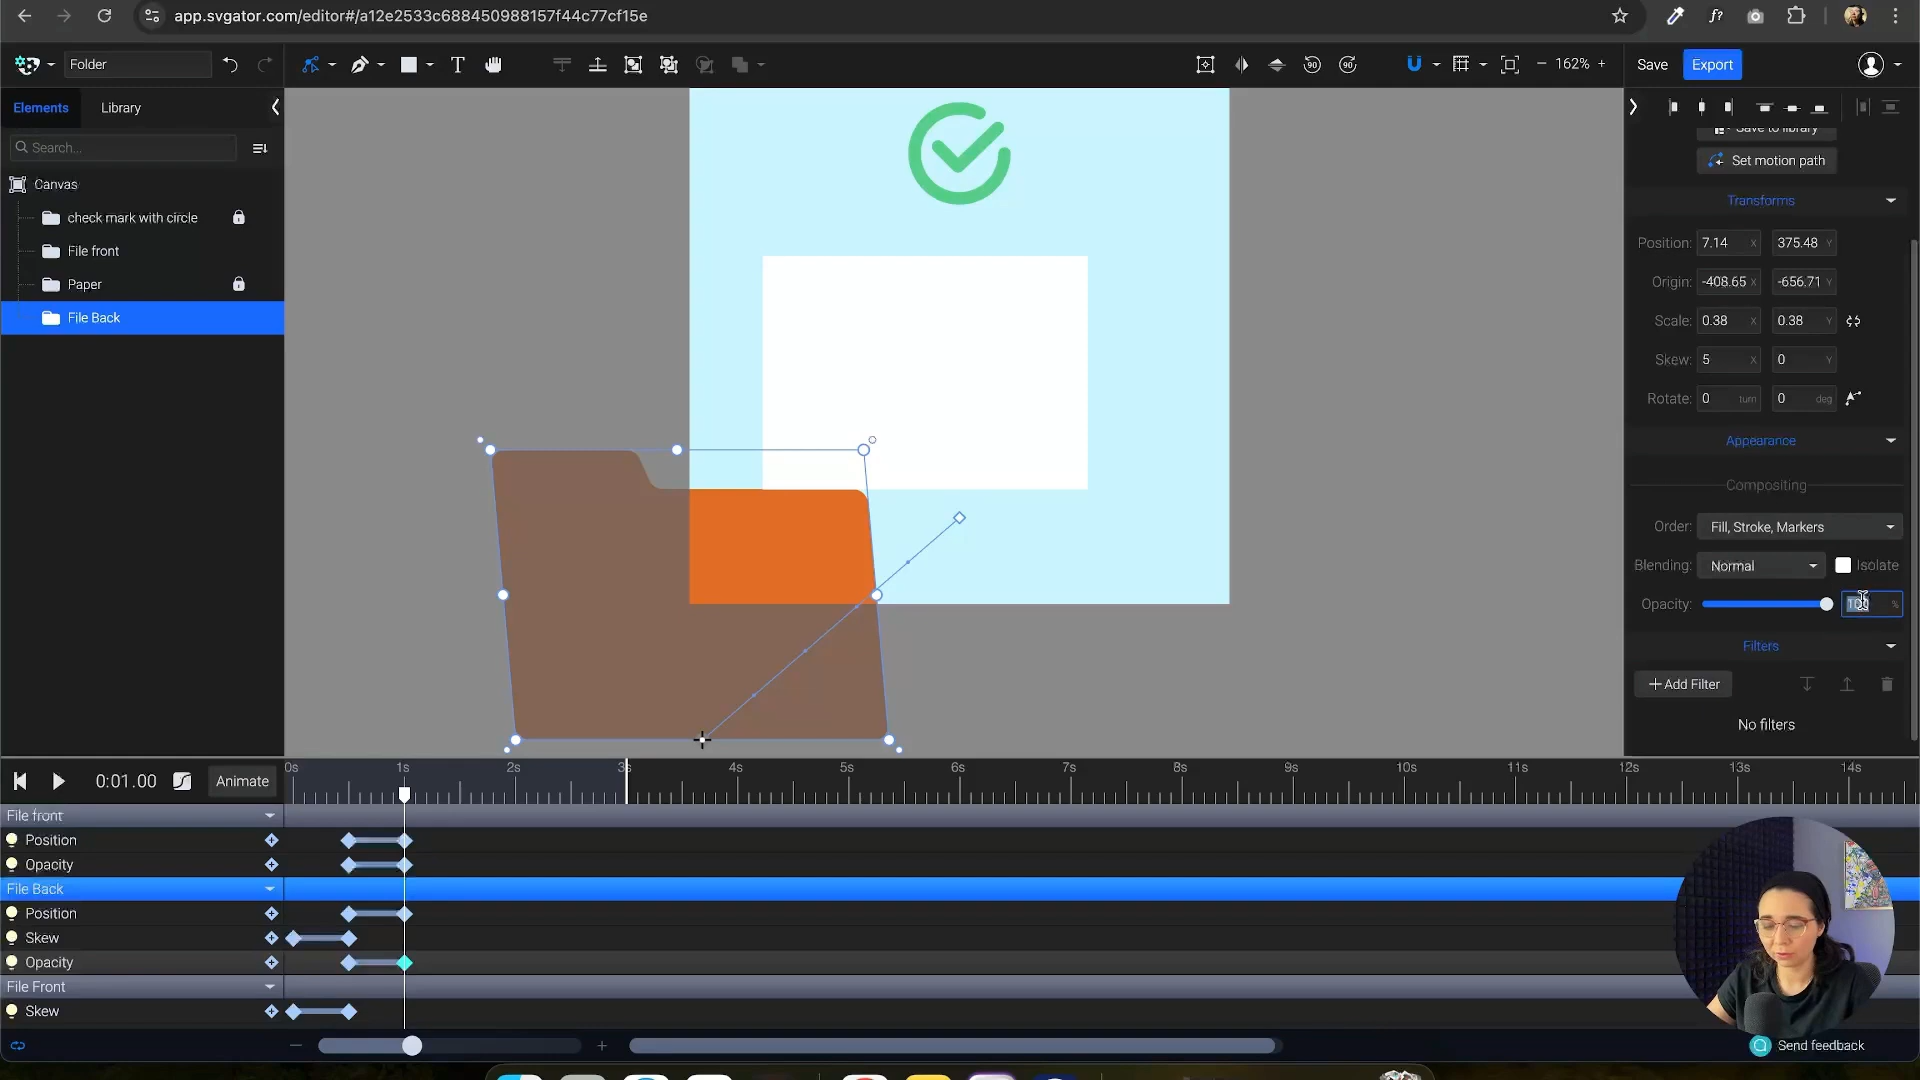 app.svgator.com/editor#/a12e2533c688450988157f44c77cf15e
Folder
162%
Save
Export
Elements
Library
Search...
Canvas
check mark with circle
File front
Paper
File Back
Save to library
Set motion path
Transforms
Position: 7.14 X 375.48 Y
Origin: -408.65 X -656.71 Y
Scale: 0.38 X 0.38 Y
Skew: 5 X 0 Y
Rotate: 0 turn 0 deg
Appearance
Compositing
Order: Fill, Stroke, Markers
Blending: Normal Isolate
Opacity: %
Filters
+ Add Filter
No filters
0:01.00
Animate
0s 1s 2s 3s 4s 5s 6s 7s 8s 9s 10s 11s 12s 13s 14s
File front
Position
Opacity
File Back
Position
Skew
Opacity
File Front
Skew
Send feedback